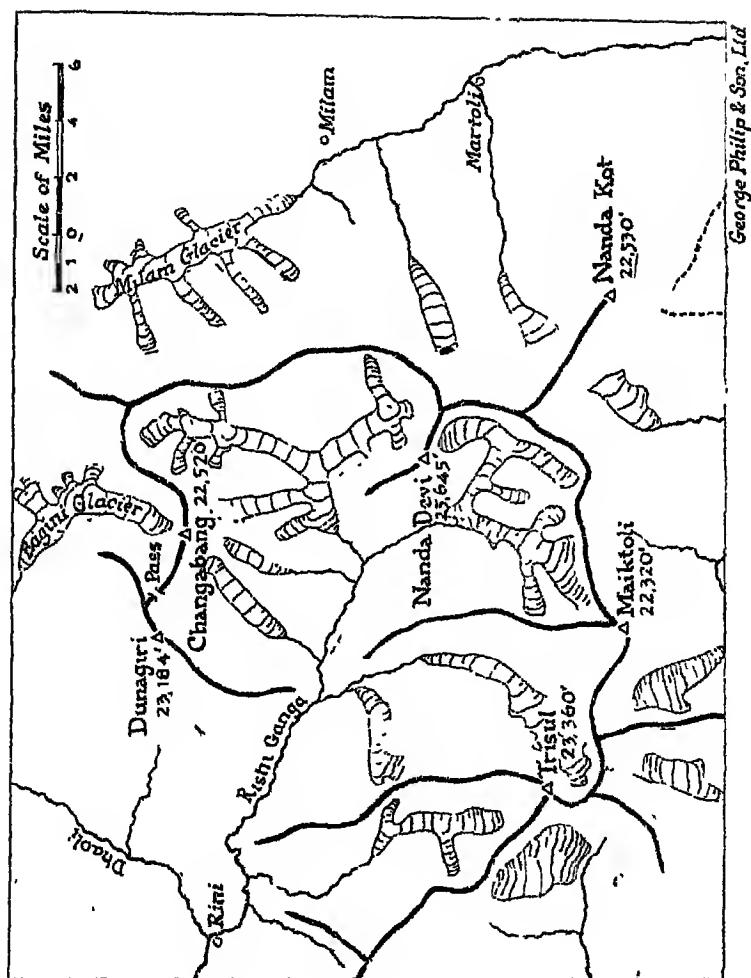 Scale of Miles
2 1 0 2 4 6
Dhaoli
Bagini Glacier
Milam Glacier
Milam
Pass
Dunagiri
23,184'
Changabang 22,520'
Rini
Rishi Ganga
Martoli
Nanda Devi
25,645'
Nanda Kot
22,530'
Trisul
23,360'
Maiktoli
22,320'
George Philip & Son, Ltd